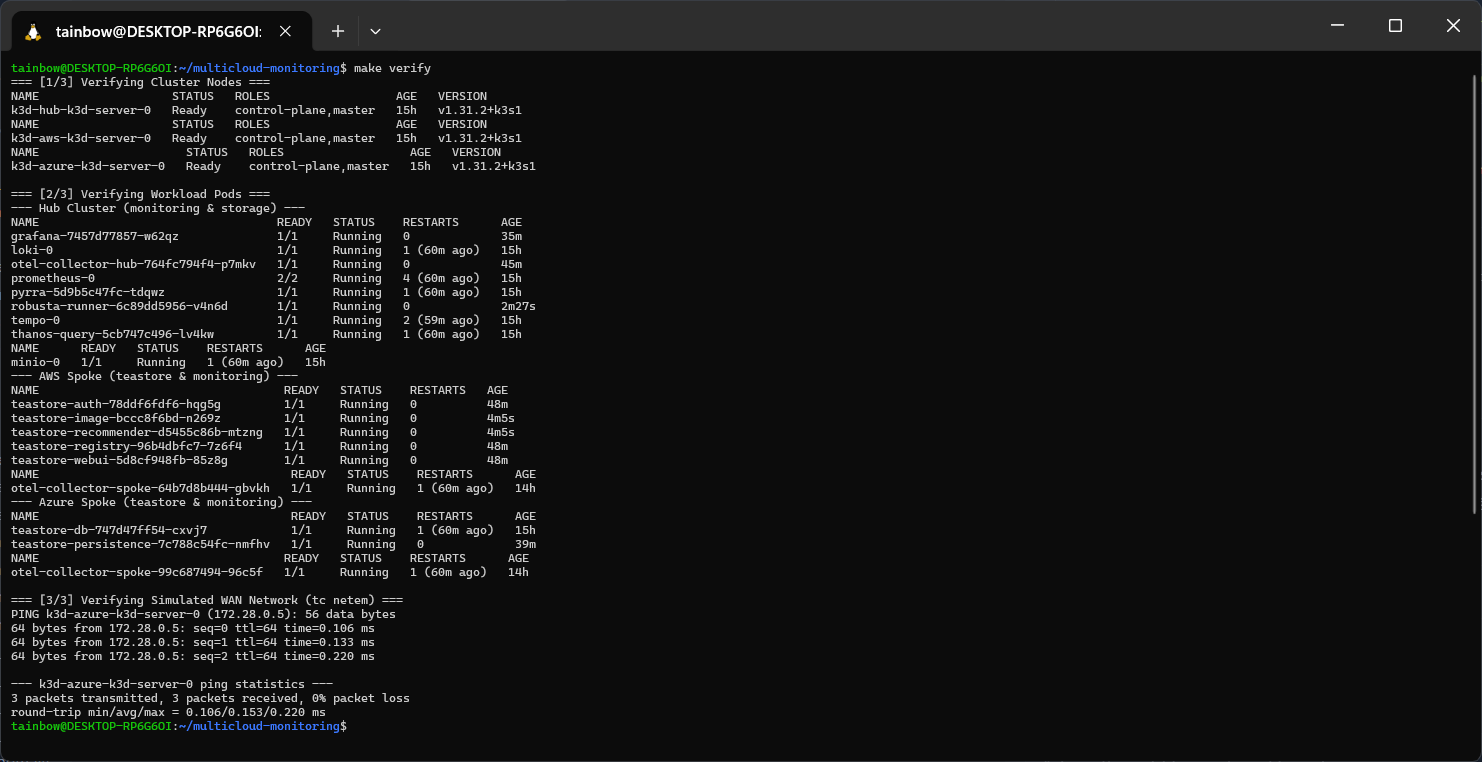 tainbow@DESKTOP-RP6G6OI:
tainbow@DESKTOP-RP6G6OI:~/multicloud-monitoring$ make verify
=== [1/3] Verifying Cluster Nodes ===
NAME                   STATUS   ROLES                  AGE   VERSION
k3d-hub-k3d-server-0   Ready    control-plane,master   15h   v1.31.2+k3s1
NAME                   STATUS   ROLES                  AGE   VERSION
k3d-aws-k3d-server-0   Ready    control-plane,master   15h   v1.31.2+k3s1
NAME                     STATUS   ROLES                  AGE   VERSION
k3d-azure-k3d-server-0   Ready    control-plane,master   15h   v1.31.2+k3s1
=== [2/3] Verifying Workload Pods ===
--- Hub Cluster (monitoring & storage) ---
NAME                                  READY   STATUS    RESTARTS      AGE
grafana-7457d77857-w62qz              1/1     Running   0             35m
loki-0                                1/1     Running   1 (60m ago)   15h
otel-collector-hub-764fc794f4-p7mkv   1/1     Running   0             45m
prometheus-0                          2/2     Running   4 (60m ago)   15h
pyrra-5d9b5c47fc-tdqwz                1/1     Running   1 (60m ago)   15h
robusta-runner-6c89dd5956-v4n6d       1/1     Running   0             2m27s
tempo-0                               1/1     Running   2 (59m ago)   15h
thanos-query-5cb747c496-lv4kw         1/1     Running   1 (60m ago)   15h
NAME      READY   STATUS    RESTARTS      AGE
minio-0   1/1     Running   1 (60m ago)   15h
--- AWS Spoke (teastore & monitoring) ---
NAME                                   READY   STATUS    RESTARTS   AGE
teastore-auth-78ddf6fdf6-hqg5g         1/1     Running   0          48m
teastore-image-bccc8f6bd-n269z         1/1     Running   0          4m5s
teastore-recommender-d5455c86b-mtzng   1/1     Running   0          4m5s
teastore-registry-96b4dbfc7-7z6f4      1/1     Running   0          48m
teastore-webui-5d8cf948fb-85z8g        1/1     Running   0          48m
NAME                                    READY   STATUS    RESTARTS      AGE
otel-collector-spoke-64b7d8b444-gbvkh   1/1     Running   1 (60m ago)   14h
--- Azure Spoke (teastore & monitoring) ---
NAME                                    READY   STATUS    RESTARTS      AGE
teastore-db-747d47ff54-cxvj7            1/1     Running   1 (60m ago)   15h
teastore-persistence-7c788c54fc-nmfhv   1/1     Running   0             39m
NAME                                   READY   STATUS    RESTARTS      AGE
otel-collector-spoke-99c687494-96c5f   1/1     Running   1 (60m ago)   14h
=== [3/3] Verifying Simulated WAN Network (tc netem) ===
PING k3d-azure-k3d-server-0 (172.28.0.5): 56 data bytes
64 bytes from 172.28.0.5: seq=0 ttl=64 time=0.106 ms
64 bytes from 172.28.0.5: seq=1 ttl=64 time=0.133 ms
64 bytes from 172.28.0.5: seq=2 ttl=64 time=0.220 ms
--- k3d-azure-k3d-server-0 ping statistics ---
3 packets transmitted, 3 packets received, 0% packet loss
round-trip min/avg/max = 0.106/0.153/0.220 ms
tainbow@DESKTOP-RP6G6OI:~/multicloud-monitoring$